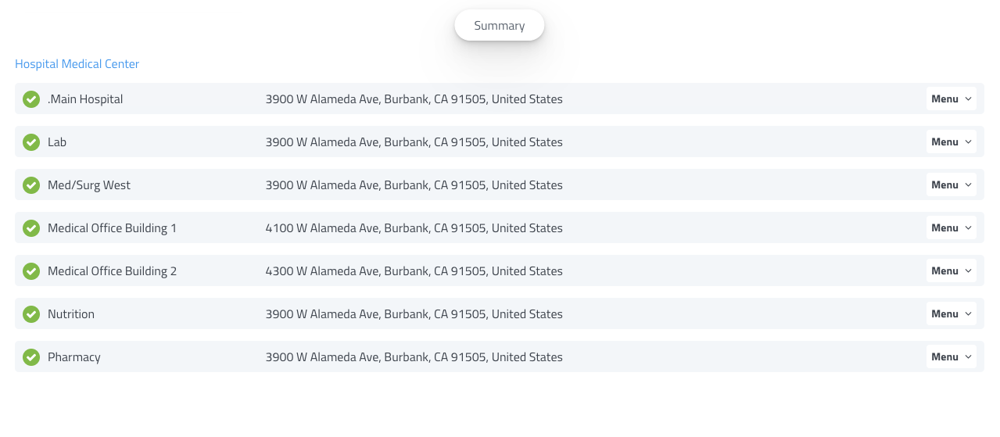 Summary
Hospital Medical Center
.Main Hospital 3900 W Alameda Ave, Burbank, CA 91505, United States Menu
Lab 3900 W Alameda Ave, Burbank, CA 91505, United States Menu
Med/Surg West 3900 W Alameda Ave, Burbank, CA 91505, United States Menu
Medical Office Building 1 4100 W Alameda Ave, Burbank, CA 91505, United States Menu
Medical Office Building 2 4300 W Alameda Ave, Burbank, CA 91505, United States Menu
Nutrition 3900 W Alameda Ave, Burbank, CA 91505, United States Menu
Pharmacy 3900 W Alameda Ave, Burbank, CA 91505, United States Menu